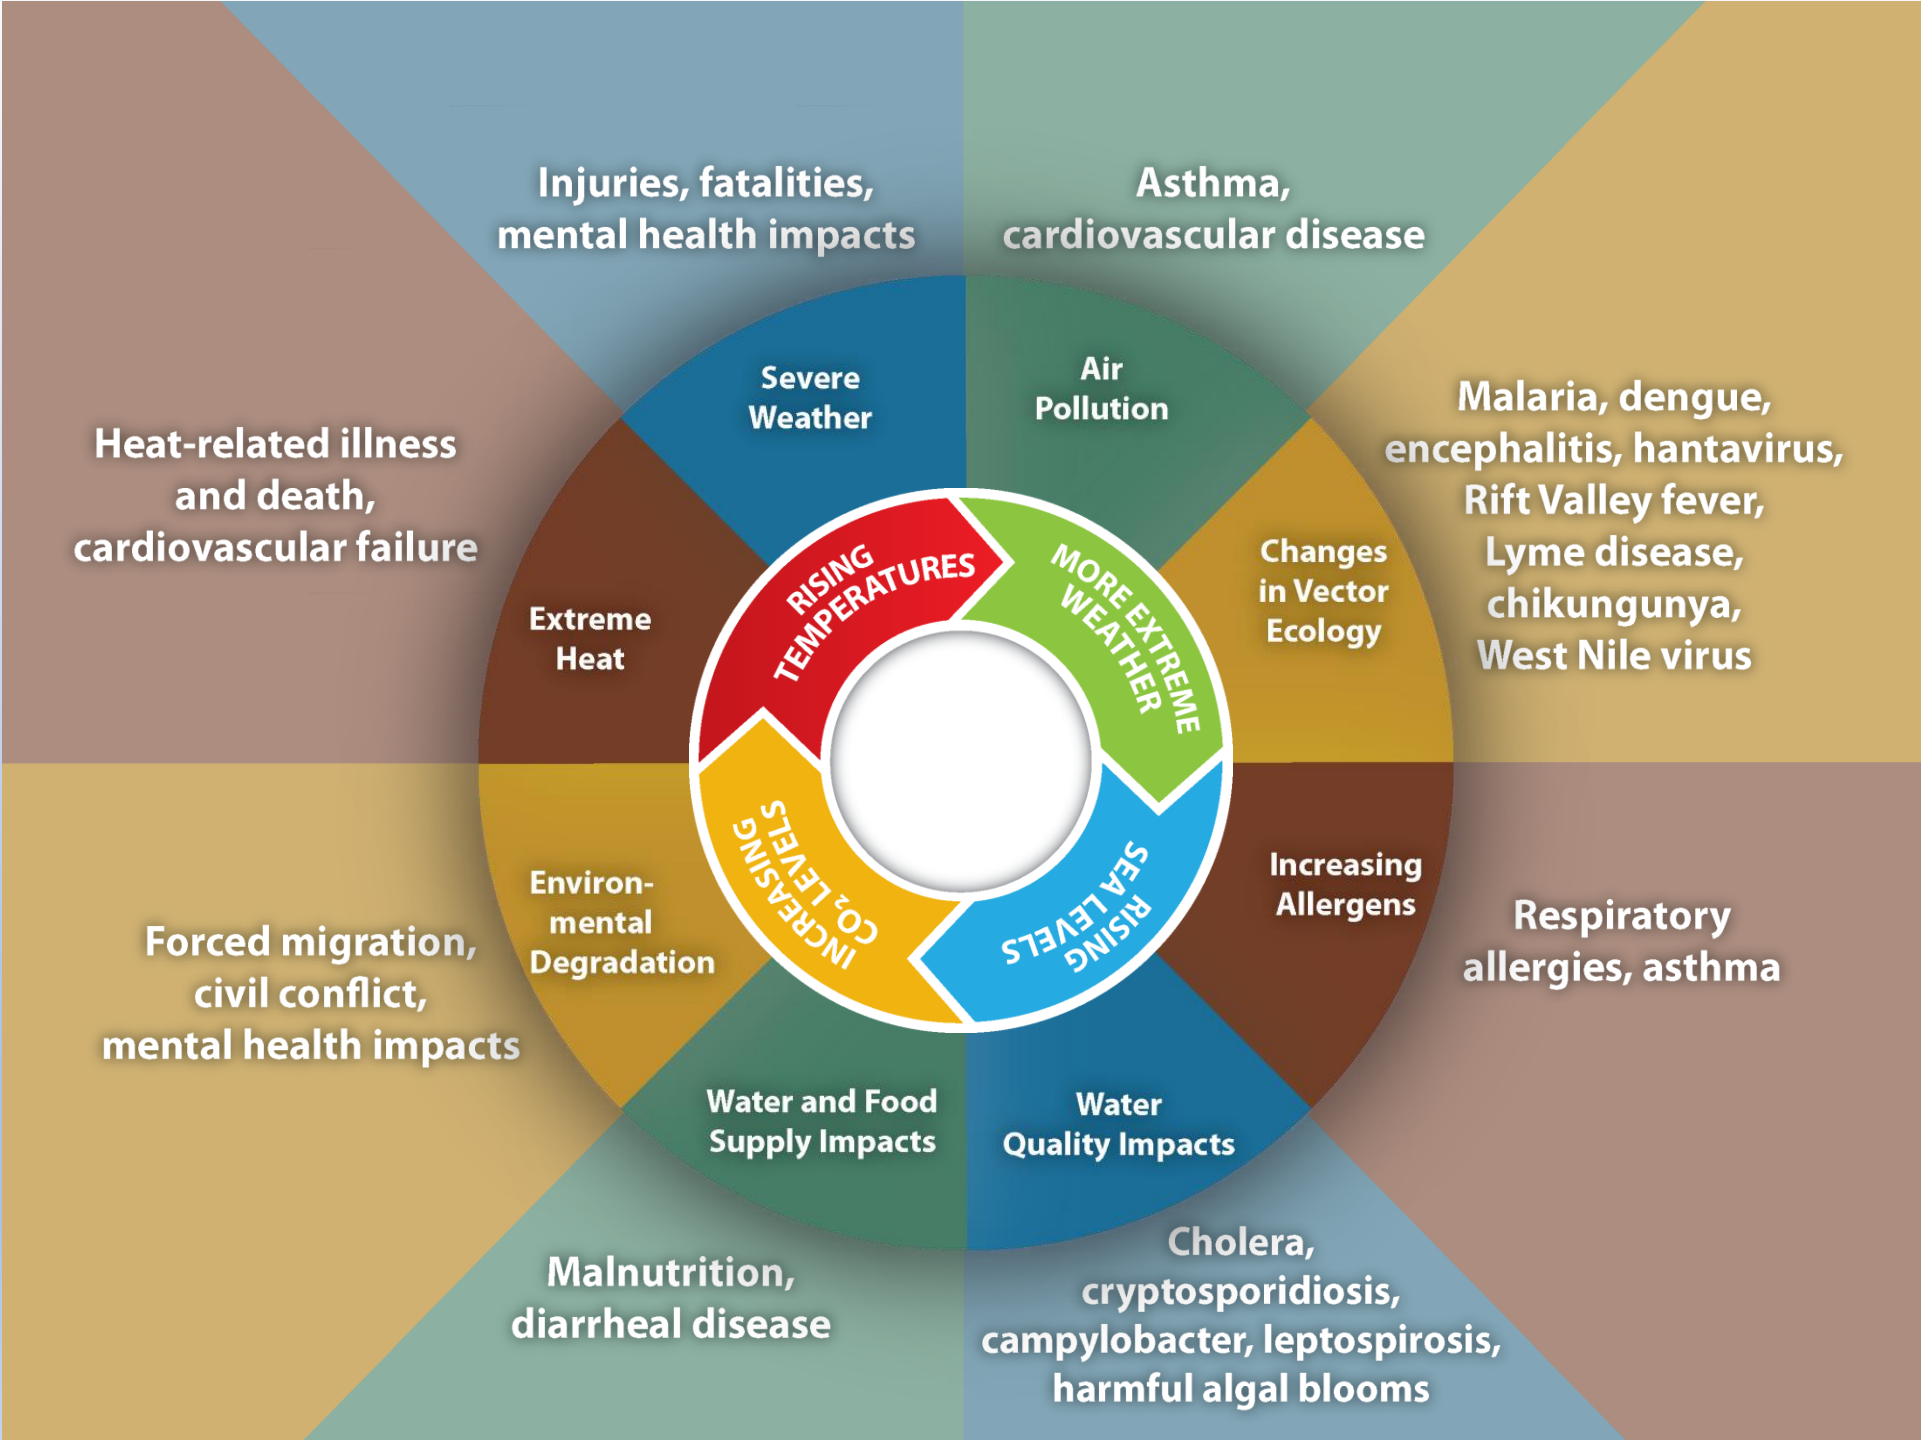 Injuries, fatalities,
mental health impacts
Asthma,
cardiovascular disease
Severe
Weather
Air
Pollution
Heat-related illness
and death,
cardiovascular failure
Extreme
Heat
Malaria, dengue,
encephalitis, hantavirus,
Rift Valley fever,
Lyme disease,
chikungunya,
West Nile virus
Changes
in Vector
Ecology
RISING
TEMPERATURES
MORE EXTREME
WEATHER
RISING
SEA LEVELS
INCREASING
CO₂ LEVELS
Environ-
mental
Degradation
Forced migration,
civil conflict,
mental health impacts
Increasing
Allergens
Respiratory
allergies, asthma
Water and Food
Supply Impacts
Water
Quality Impacts
Malnutrition,
diarrheal disease
Cholera,
cryptosporidiosis,
campylobacter, leptospirosis,
harmful algal blooms